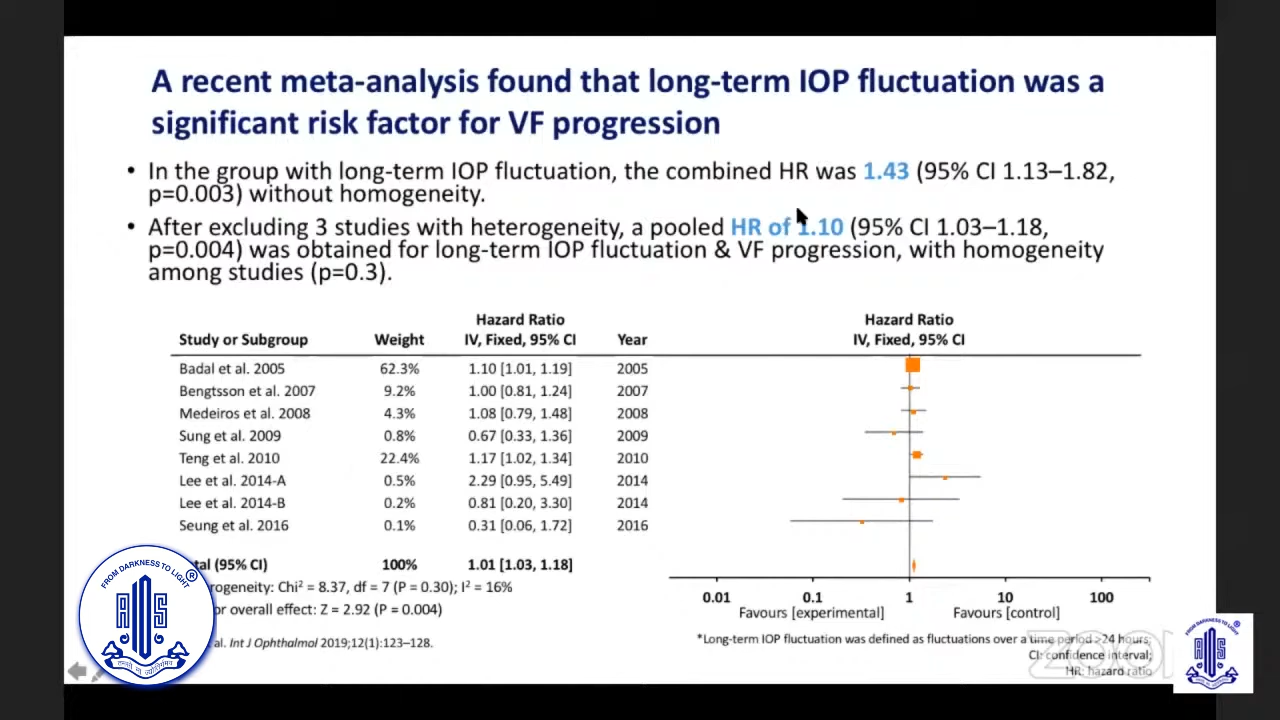 A recent meta-analysis found that long-term IOP fluctuation was a
significant risk factor for VF progression
• In the group with long-term IOP fluctuation, the combined HR was 1.43 (95% CI 1.13–1.82,
p=0.003) without homogeneity.
• After excluding 3 studies with heterogeneity, a pooled HR of 1.10 (95% CI 1.03–1.18,
p=0.004) was obtained for long-term IOP fluctuation & VF progression, with homogeneity
among studies (p=0.3).
Hazard Ratio Hazard Ratio
Study or Subgroup Weight IV, Fixed, 95% CI Year IV, Fixed, 95% CI
Badal et al. 2005 62.3% 1.10 [1.01, 1.19] 2005
Bengtsson et al. 2007 9.2% 1.00 [0.81, 1.24] 2007
Medeiros et al. 2008 4.3% 1.08 [0.79, 1.48] 2008
Sung et al. 2009 0.8% 0.67 [0.33, 1.36] 2009
Teng et al. 2010 22.4% 1.17 [1.02, 1.34] 2010
Lee et al. 2014-A 0.5% 2.29 [0.95, 5.49] 2014
Lee et al. 2014-B 0.2% 0.81 [0.20, 3.30] 2014
Seung et al. 2016 0.1% 0.31 [0.06, 1.72] 2016
tal (95% CI) 100% 1.01 [1.03, 1.18]
rogeneity: Chi² = 8.37, df = 7 (P = 0.30); I² = 16%
or overall effect: Z = 2.92 (P = 0.004)
0.01 0.1 1 10 100
Favours [experimental] Favours [control]
al. Int J Ophthalmol 2019;12(1):123–128.
*Long-term IOP fluctuation was defined as fluctuations over a time period >24 hours;
CI: confidence interval;
HR: hazard ratio
FROM DARKNESS TO LIGHT
®
AIOS
zoom